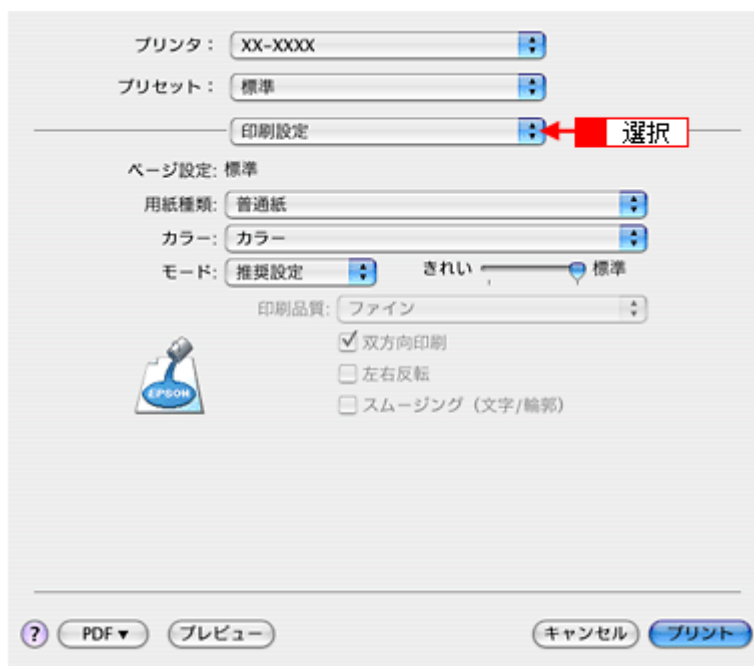 プリンタ： XX-XXXX
プリセット： 標準
印刷設定 選択
ページ設定: 標準
用紙種類: 普通紙
カラー: カラー
モード: 推奨設定 きれい 標準
印刷品質: ファイン
双方向印刷
左右反転
スムージング（文字/輪郭）
EPSON
? PDF▼ プレビュー キャンセル プリント